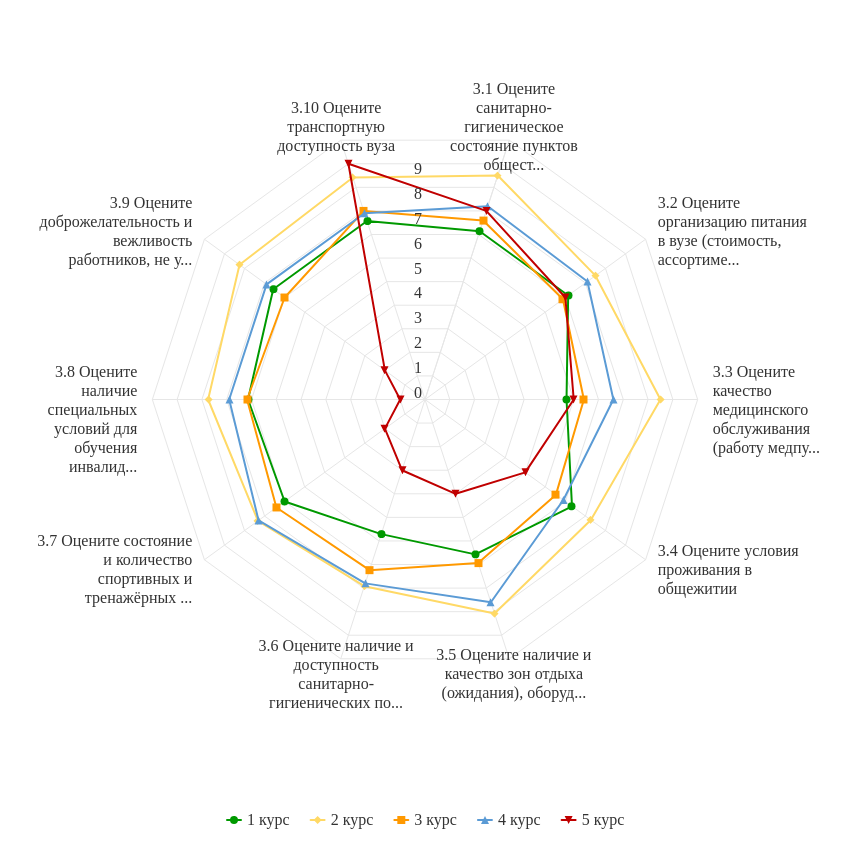 3.1 Оцените
санитарно-
гигиеническое
состояние пунктов
общест...
3.10 Оцените
транспортную
доступность вуза
9
8
7
6
5
4
3
2
1
0
3.2 Оцените
организацию питания
в вузе (стоимость,
ассортиме...
3.9 Оцените
доброжелательность и
вежливость
работников, не у...
3.3 Оцените
качество
медицинского
обслуживания
(работу медпу...
3.8 Оцените
наличие
специальных
условий для
обучения
инвалид...
3.4 Оцените условия
проживания в
общежитии
3.7 Оцените состояние
и количество
спортивных и
тренажёрных ...
3.5 Оцените наличие и
качество зон отдыха
(ожидания), оборуд...
3.6 Оцените наличие и
доступность
санитарно-
гигиенических по...
1 курс
2 курс
3 курс
4 курс
5 курс